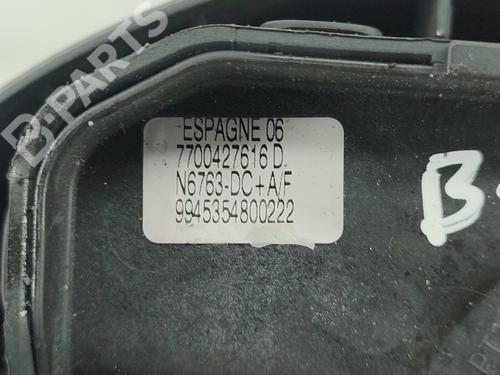 B-PARTS
ESPAGNE 06
7700427616 D
N6763-DC+A/F
9945354800222
B